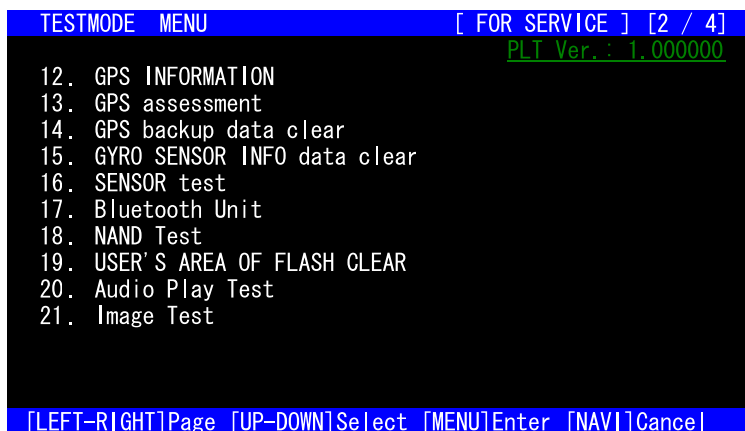 TESTMODE MENU [ FOR SERVICE ] [2 / 4]
PLT Ver.: 1.000000
12. GPS INFORMATION
13. GPS assessment
14. GPS backup data clear
15. GYRO SENSOR INFO data clear
16. SENSOR test
17. Bluetooth Unit
18. NAND Test
19. USER'S AREA OF FLASH CLEAR
20. Audio Play Test
21. Image Test
[LEFT-RIGHT]Page [UP-DOWN]Select [MENU]Enter [NAVI]Cancel